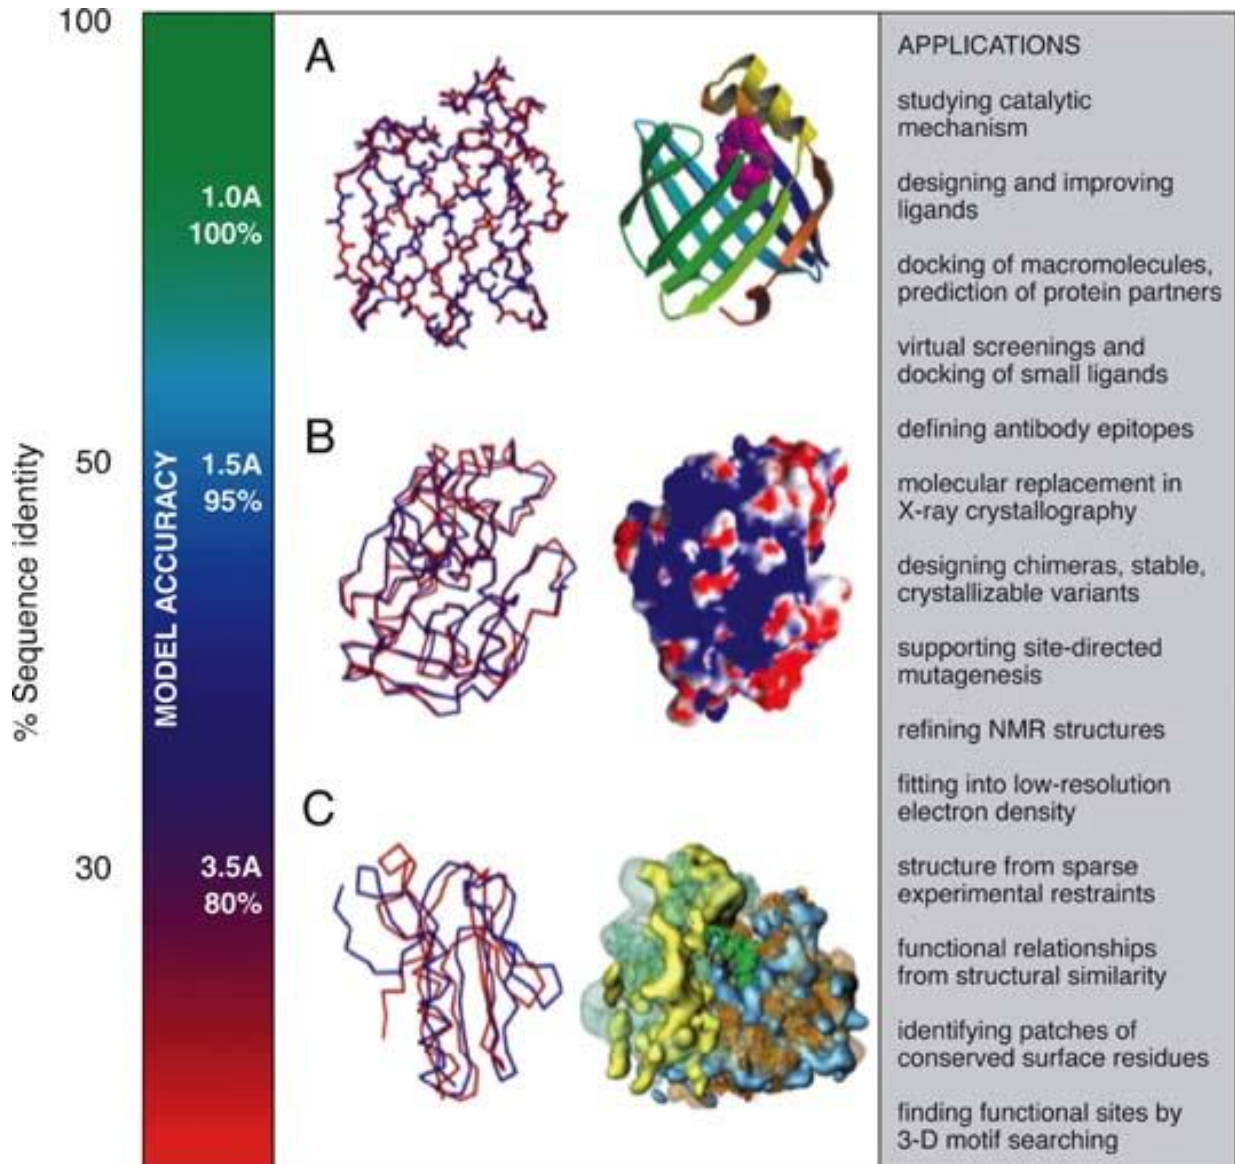 100
50
30
% Sequence identity
MODEL ACCURACY
1.0A
100%
1.5A
95%
3.5A
80%
A
B
C
APPLICATIONS
studying catalytic
mechanism
designing and improving
ligands
docking of macromolecules,
prediction of protein partners
virtual screenings and
docking of small ligands
defining antibody epitopes
molecular replacement in
X-ray crystallography
designing chimeras, stable,
crystallizable variants
supporting site-directed
mutagenesis
refining NMR structures
fitting into low-resolution
electron density
structure from sparse
experimental restraints
functional relationships
from structural similarity
identifying patches of
conserved surface residues
finding functional sites by
3-D motif searching